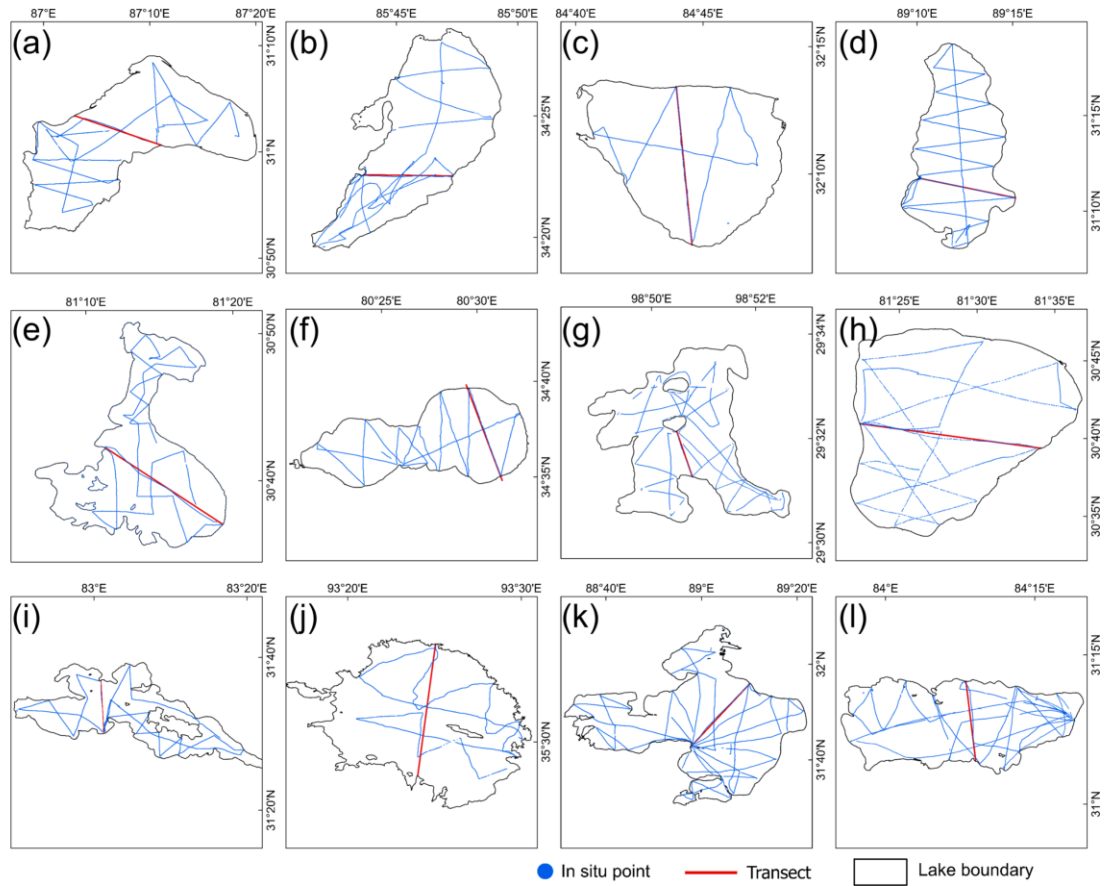 87°E 87°10'E 87°20'E
(a)
31°10'N
31°N
30°50'N
85°45'E 85°50'E
(b)
34°25'N
34°20'N
84°40'E 84°45'E
(c)
32°15'N
32°10'N
89°10'E 89°15'E
(d)
31°15'N
31°10'N
81°10'E 81°20'E
(e)
30°50'N
30°40'N
80°25'E 80°30'E
(f)
34°40'N
34°35'N
98°50'E 98°52'E
(g)
29°34'N
29°32'N
29°30'N
81°25'E 81°30'E 81°35'E
(h)
30°45'N
30°40'N
30°35'N
83°E 83°20'E
(i)
31°40'N
31°20'N
93°20'E 93°30'E
(j)
35°30'N
88°40'E 89°E 89°20'E
(k)
32°N
31°40'N
84°E 84°15'E
(l)
31°15'N
31°N
In situ point Transect Lake boundary